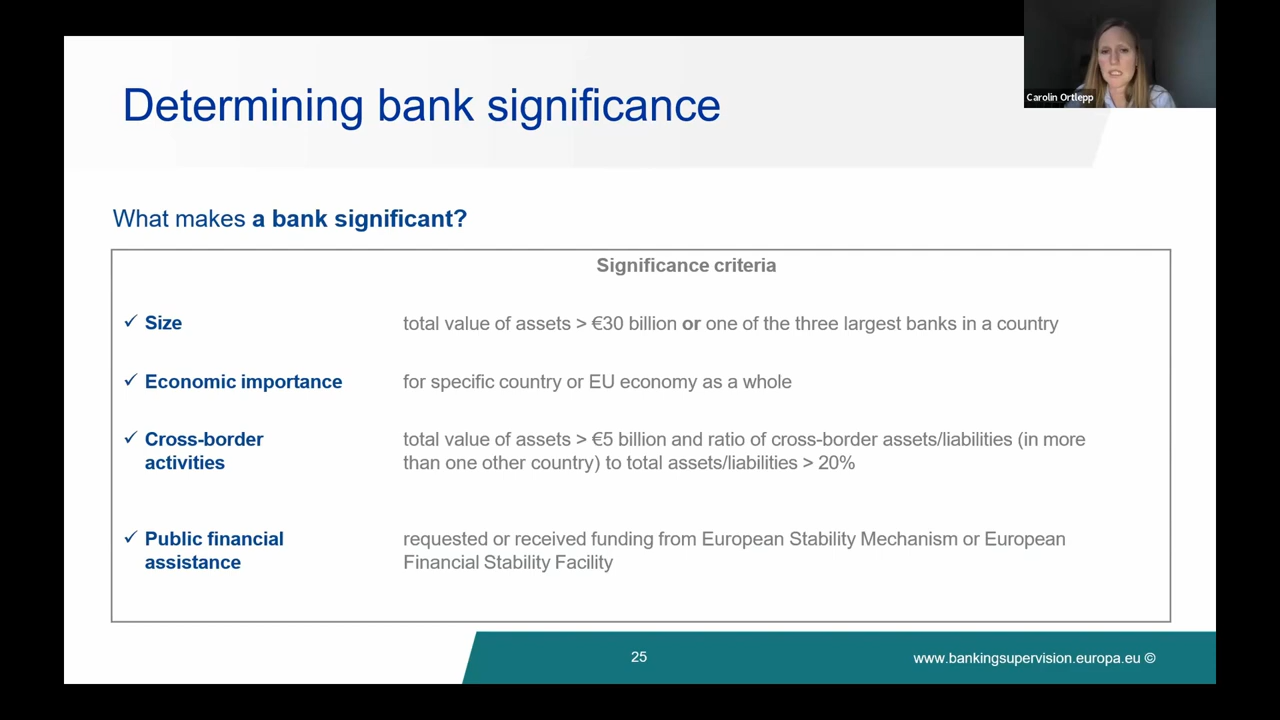 Carolin Ortlepp
Determining bank significance
What makes a bank significant?
Significance criteria
✓ Size
total value of assets > €30 billion or one of the three largest banks in a country
✓ Economic importance
for specific country or EU economy as a whole
✓ Cross-border
activities
total value of assets > €5 billion and ratio of cross-border assets/liabilities (in more
than one other country) to total assets/liabilities > 20%
✓ Public financial
assistance
requested or received funding from European Stability Mechanism or European
Financial Stability Facility
25
www.bankingsupervision.europa.eu ©